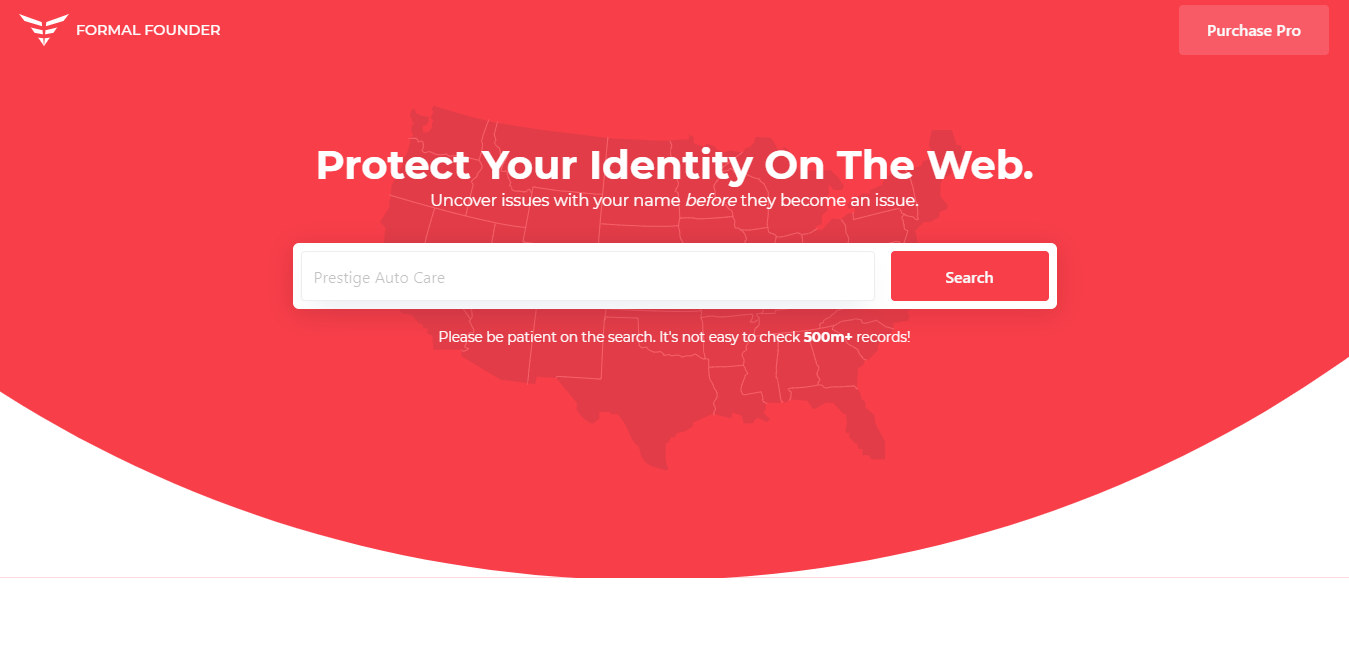 FORMAL FOUNDER
Purchase Pro
Protect Your Identity On The Web.
Uncover issues with your name before they become an issue.
Prestige Auto Care
Search
Please be patient on the search. It's not easy to check 500m+ records!